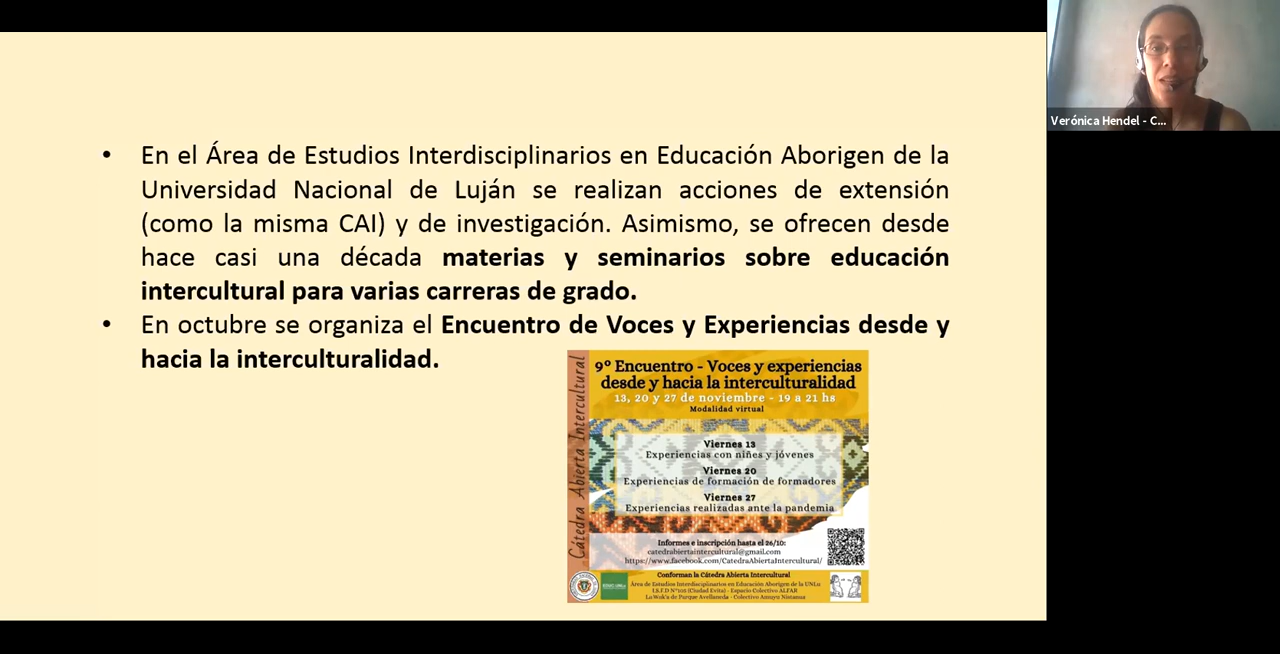 • En el Área de Estudios Interdisciplinarios en Educación Aborigen de la
Universidad Nacional de Luján se realizan acciones de extensión
(como la misma CAI) y de investigación. Asimismo, se ofrecen desde
hace casi una década materias y seminarios sobre educación
intercultural para varias carreras de grado.
• En octubre se organiza el Encuentro de Voces y Experiencias desde y
hacia la interculturalidad.
Cátedra Abierta Intercultural
9º Encuentro - Voces y experiencias
desde y hacia la interculturalidad
13, 20 y 27 de noviembre - 19 a 21 hs
Modalidad virtual
Viernes 13
Experiencias con niñes y jóvenes
Viernes 20
Experiencias de formación de formadores
Viernes 27
Experiencias realizadas ante la pandemia
Informes e inscripción hasta el 26/10:
catedrabiertaintercultural@gmail.com
https://www.facebook.com/CatedraAbiertaIntercultural/
Conforman la Cátedra Abierta Intercultural
Área de Estudios Interdisciplinarios en Educación Aborigen de la UNLu
I.S.F.D Nº103 (Ciudad Evita) - Espacio Colectivo ALFAR
La Wak'a de Parque Avellaneda - Colectivo
Verónica Hendel - C...